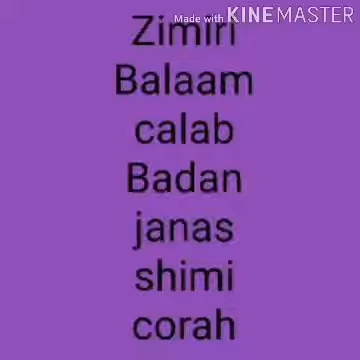 Zimiri
Made with KINEMASTER
Balaam
calab
Badan
janas
shimi
corah